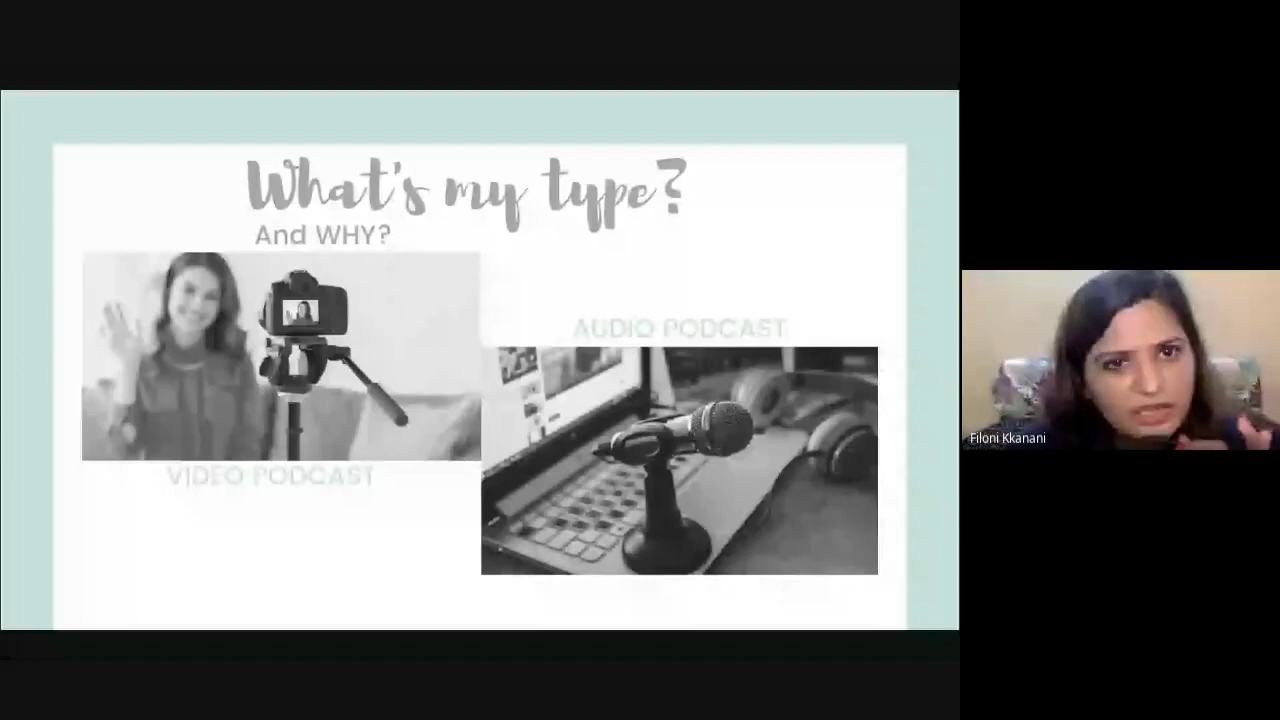 What's my type?
And WHY?
AUDIO PODCAST
VIDEO PODCAST
Filoni Kkanani